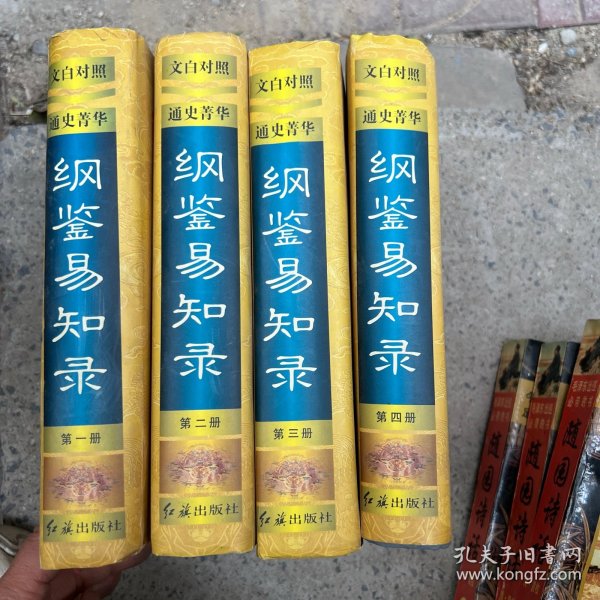 文白对照
通史菁华
纲鉴易知录
第一册
红旗出版社
文白对照
通史菁华
纲鉴易知录
第二册
红旗出版社
文白对照
通史菁华
纲鉴易知录
第三册
红旗出版社
文白对照
通史菁华
纲鉴易知录
第四册
红旗出版社
随园诗
随园诗
随园诗
孔夫子旧书网
www.kongfz.com